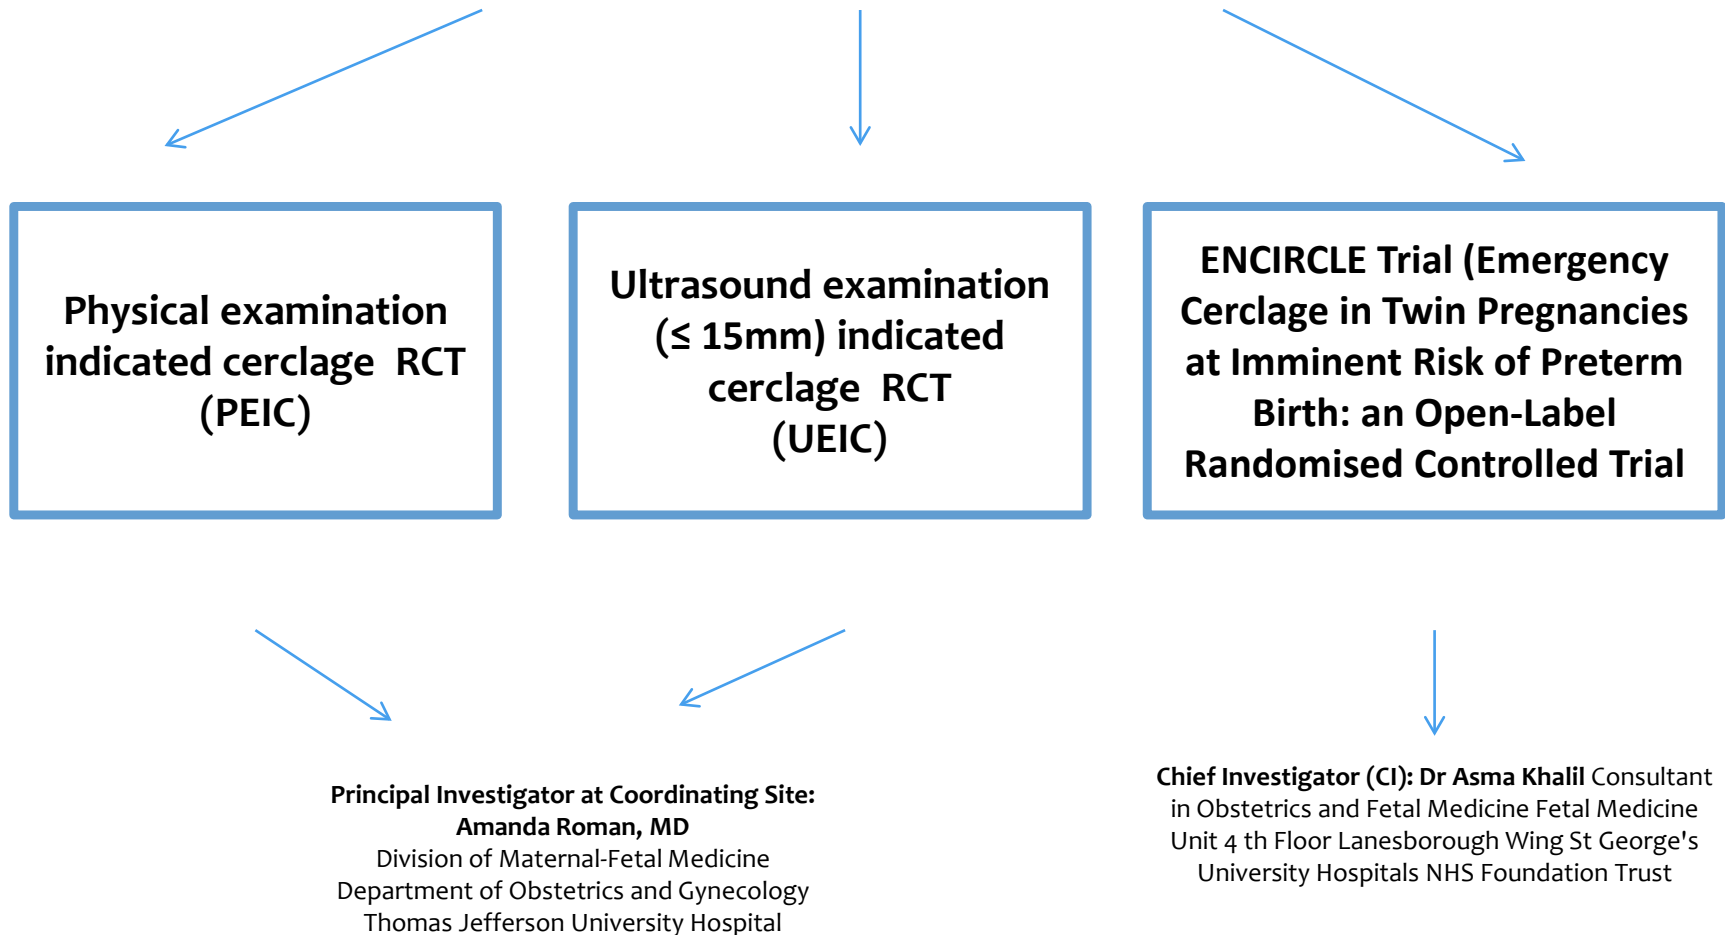 Physical examination
indicated cerclage RCT
(PEIC)
Ultrasound examination
(≤ 15mm) indicated
cerclage RCT
(UEIC)
ENCIRCLE Trial (Emergency
Cerclage in Twin Pregnancies
at Imminent Risk of Preterm
Birth: an Open-Label
Randomised Controlled Trial
Principal Investigator at Coordinating Site:
Amanda Roman, MD
Division of Maternal-Fetal Medicine
Department of Obstetrics and Gynecology
Thomas Jefferson University Hospital
Chief Investigator (CI): Dr Asma Khalil Consultant
in Obstetrics and Fetal Medicine Fetal Medicine
Unit 4 th Floor Lanesborough Wing St George's
University Hospitals NHS Foundation Trust